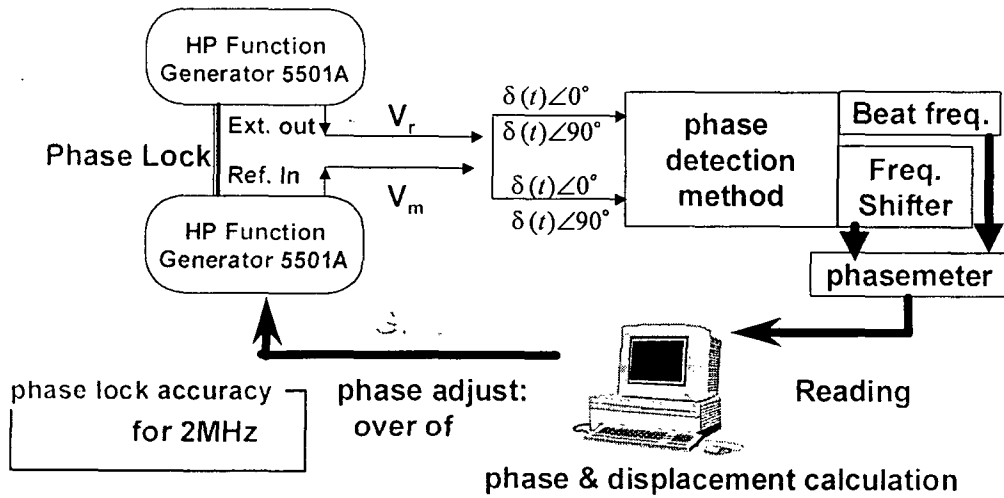 HP Function
Generator 5501A
Ext. out
Phase Lock
Ref. In
HP Function
Generator 5501A
V_r
V_m
δ(t)∠0°
δ(t)∠90°
δ(t)∠0°
δ(t)∠90°
phase
detection
method
Beat freq.
Freq.
Shifter
phasemeter
Reading
phase adjust:
over of
phase lock accuracy
for 2MHz
phase & displacement calculation